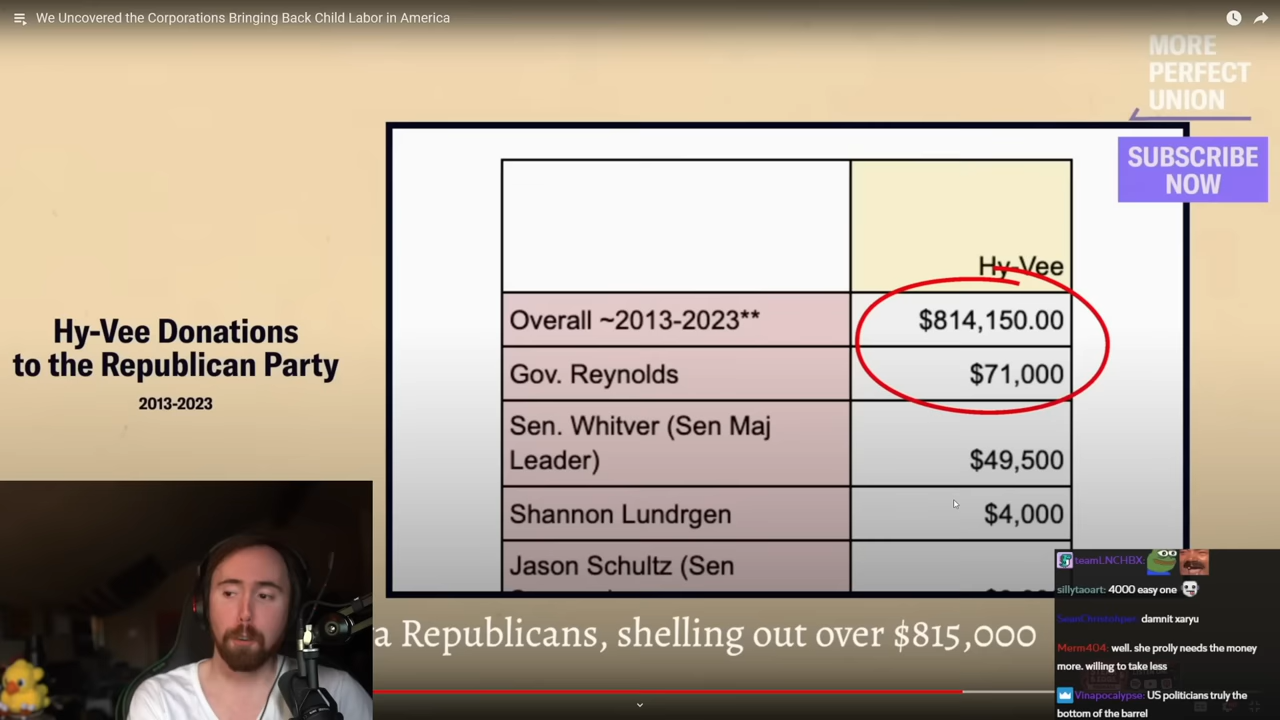 We Uncovered the Corporations Bringing Back Child Labor in America
MORE
PERFECT
UNION
SUBSCRIBE
NOW
Hy-Vee Donations
to the Republican Party
2013-2023
Hy-Vee
Overall ~2013-2023** $814,150.00
Gov. Reynolds $71,000
Sen. Whitver (Sen Maj
Leader) $49,500
Shannon Lundrgen $4,000
Jason Schultz (Sen
a Republicans, shelling out over $815,000
teamLNCHBX:
sillytaoart: 4000 easy one
damnit xaryu
Merm404: well. she prolly needs the money
more. willing to take less
Vinapocalypse: US politicians truly the
bottom of the barrel